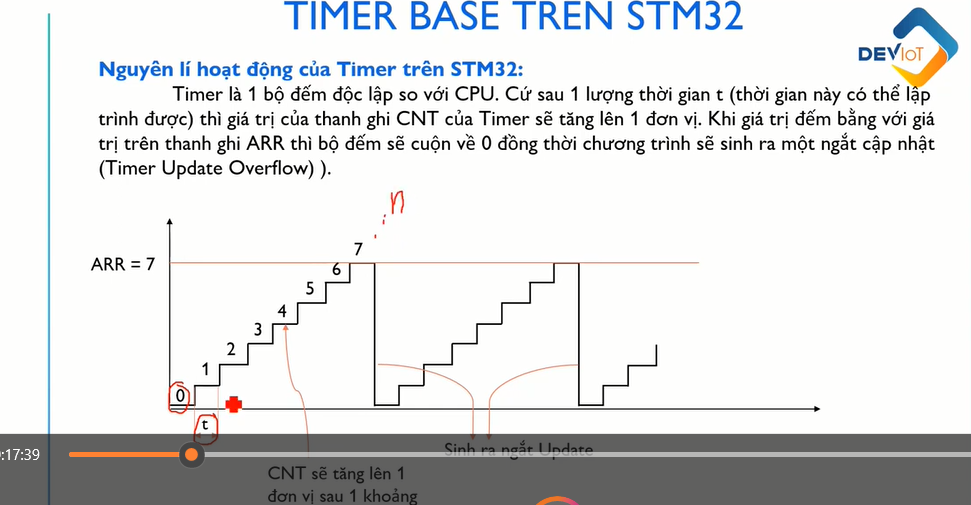 TIMER BASE TRÊN STM32
DEVIoT
Nguyên lí hoạt động của Timer trên STM32:
Timer là 1 bộ đếm độc lập so với CPU. Cứ sau 1 lượng thời gian t (thời gian này có thể lập
trình được) thì giá trị của thanh ghi CNT của Timer sẽ tăng lên 1 đơn vị. Khi giá trị đếm bằng với giá
trị trên thanh ghi ARR thì bộ đếm sẽ cuộn về 0 đồng thời chương trình sẽ sinh ra một ngắt cập nhật
(Timer Update Overflow) ).
n
7
ARR = 7
6
5
4
3
2
1
0
t
:17:39
Sinh ra ngắt Update
CNT sẽ tăng lên 1
đơn vị sau 1 khoảng